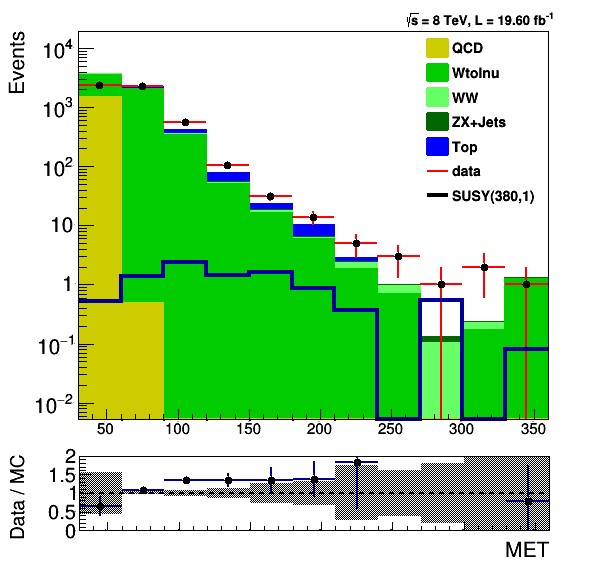 √s = 8 TeV, L = 19.60 fb⁻¹
Events
10⁴
10³
10²
10
1
10⁻¹
10⁻²
QCD
Wtolnu
WW
ZX+Jets
Top
data
SUSY(380,1)
50 100 150 200 250 300 350
Data / MC
2
1.5
1
0.5
0
MET